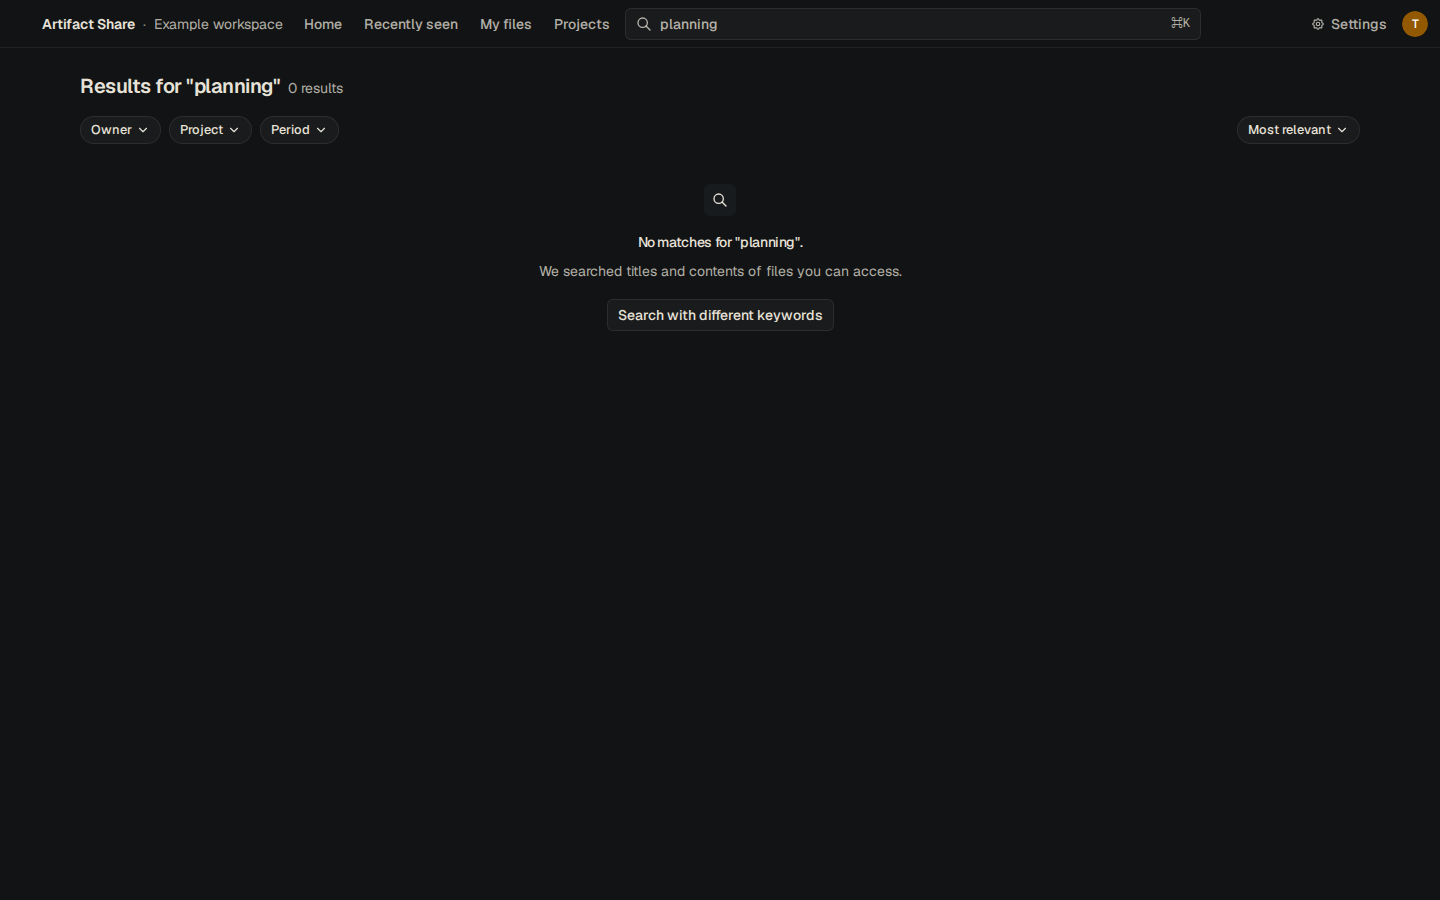 Artifact Share · Example workspace Home Recently seen My files Projects planning ⌘K Settings T
Results for "planning" 0 results
Owner Project Period Most relevant
No matches for "planning".
We searched titles and contents of files you can access.
Search with different keywords